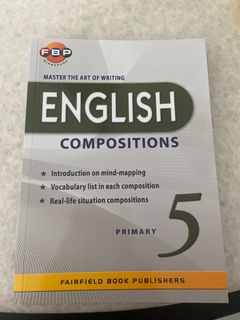 FBP
SINGAPORE
MASTER THE ART OF WRITING
ENGLISH
COMPOSITIONS
★ Introduction on mind-mapping
★ Vocabulary list in each composition
★ Real-life situation compositions
PRIMARY 5
FAIRFIELD BOOK PUBLISHERS